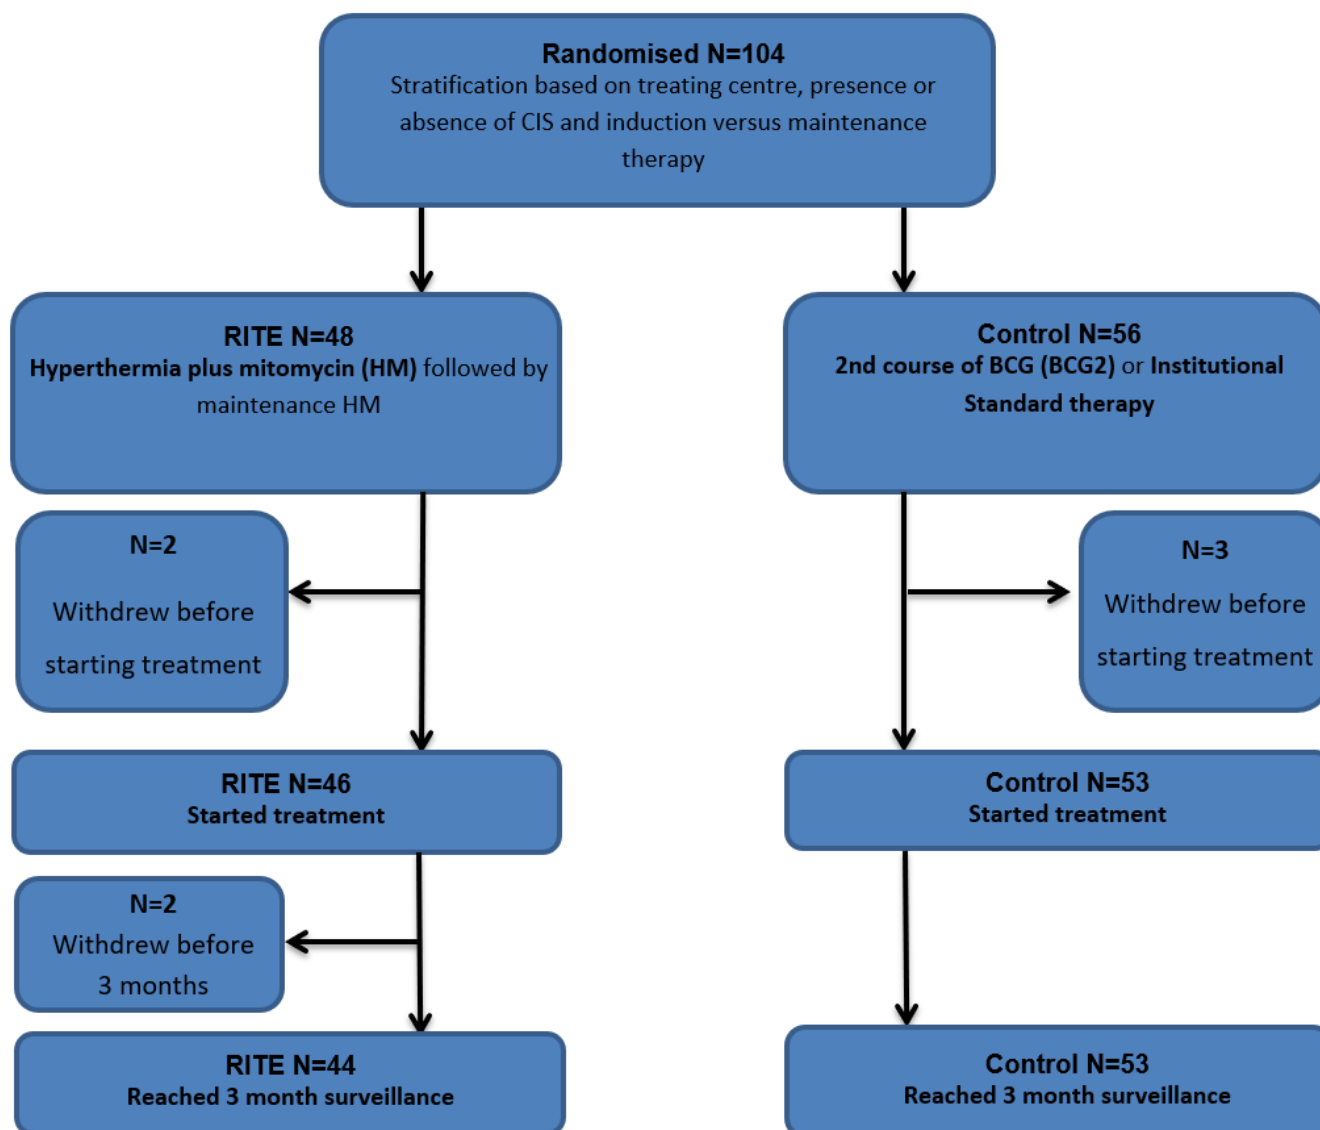 Randomised N=104
Stratification based on treating centre, presence or
absence of CIS and induction versus maintenance
therapy
RITE N=48
Hyperthermia plus mitomycin (HM) followed by
maintenance HM
Control N=56
2nd course of BCG (BCG2) or Institutional
Standard therapy
N=2
Withdrew before
starting treatment
N=3
Withdrew before
starting treatment
RITE N=46
Started treatment
Control N=53
Started treatment
N=2
Withdrew before
3 months
RITE N=44
Reached 3 month surveillance
Control N=53
Reached 3 month surveillance